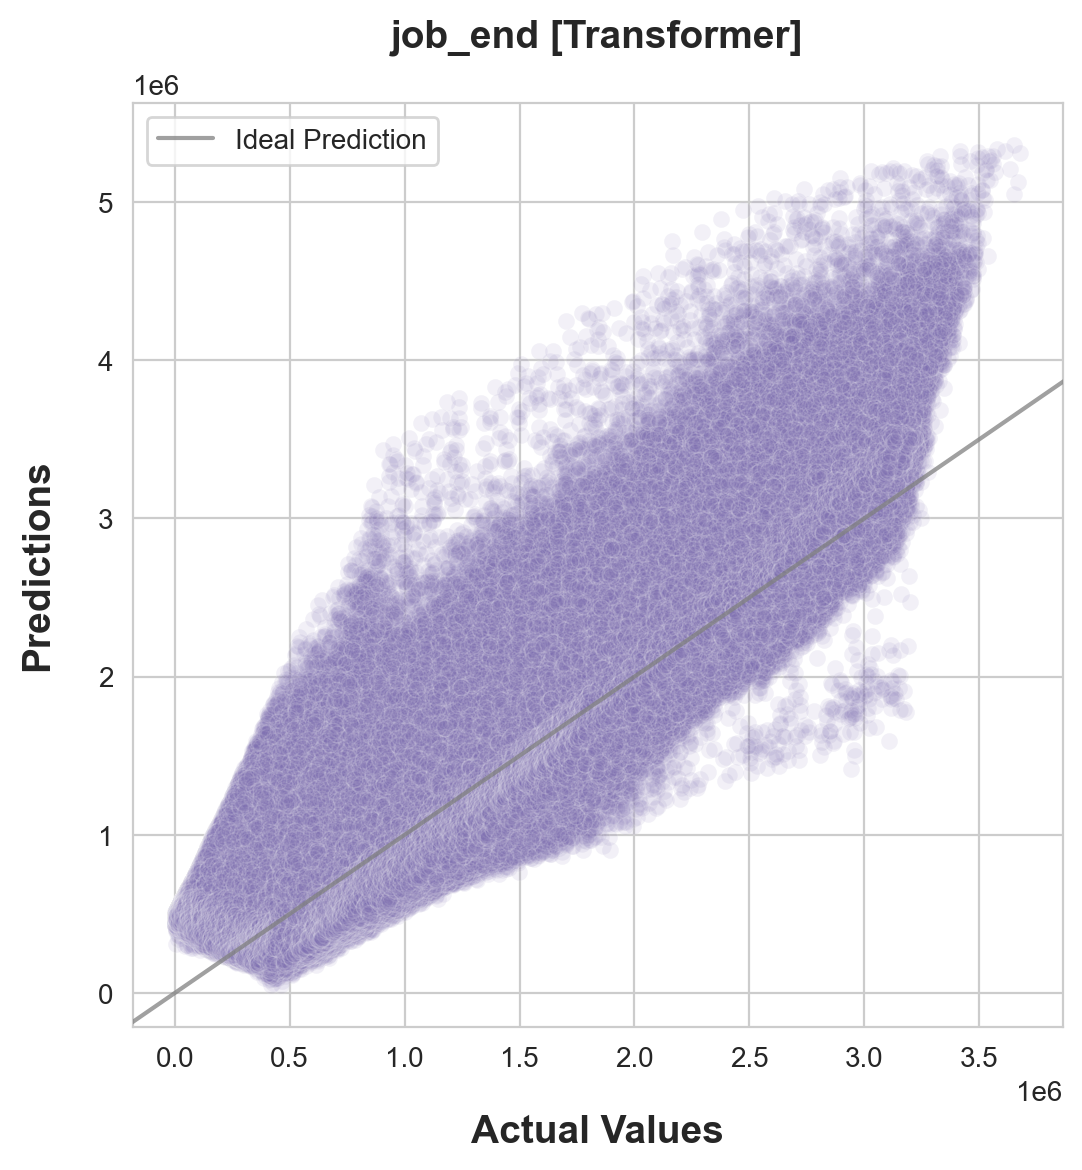 job_end [Transformer]
1e6
Ideal Prediction
5
4
3
2
1
0
Predictions
0.0 0.5 1.0 1.5 2.0 2.5 3.0 3.5
1e6
Actual Values